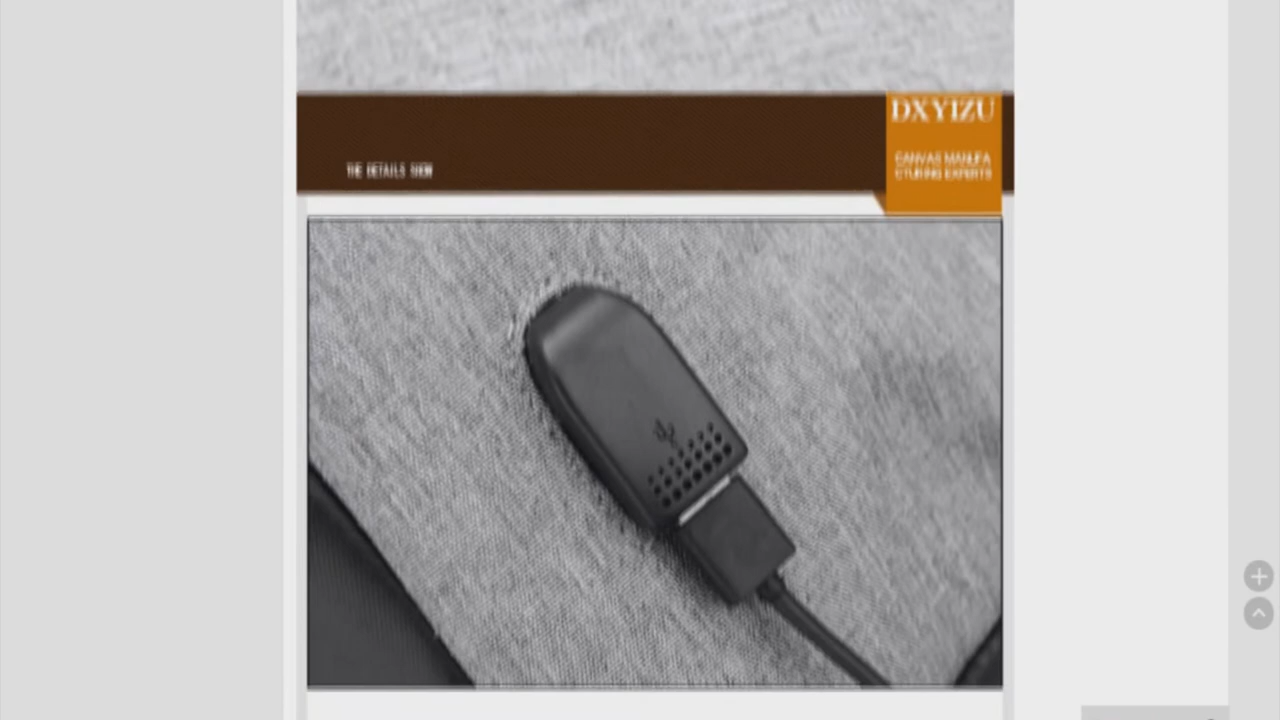 DXYIZU
CANVAS MANUFA
CTURING EXPERTS
THE DETAILS SHOW